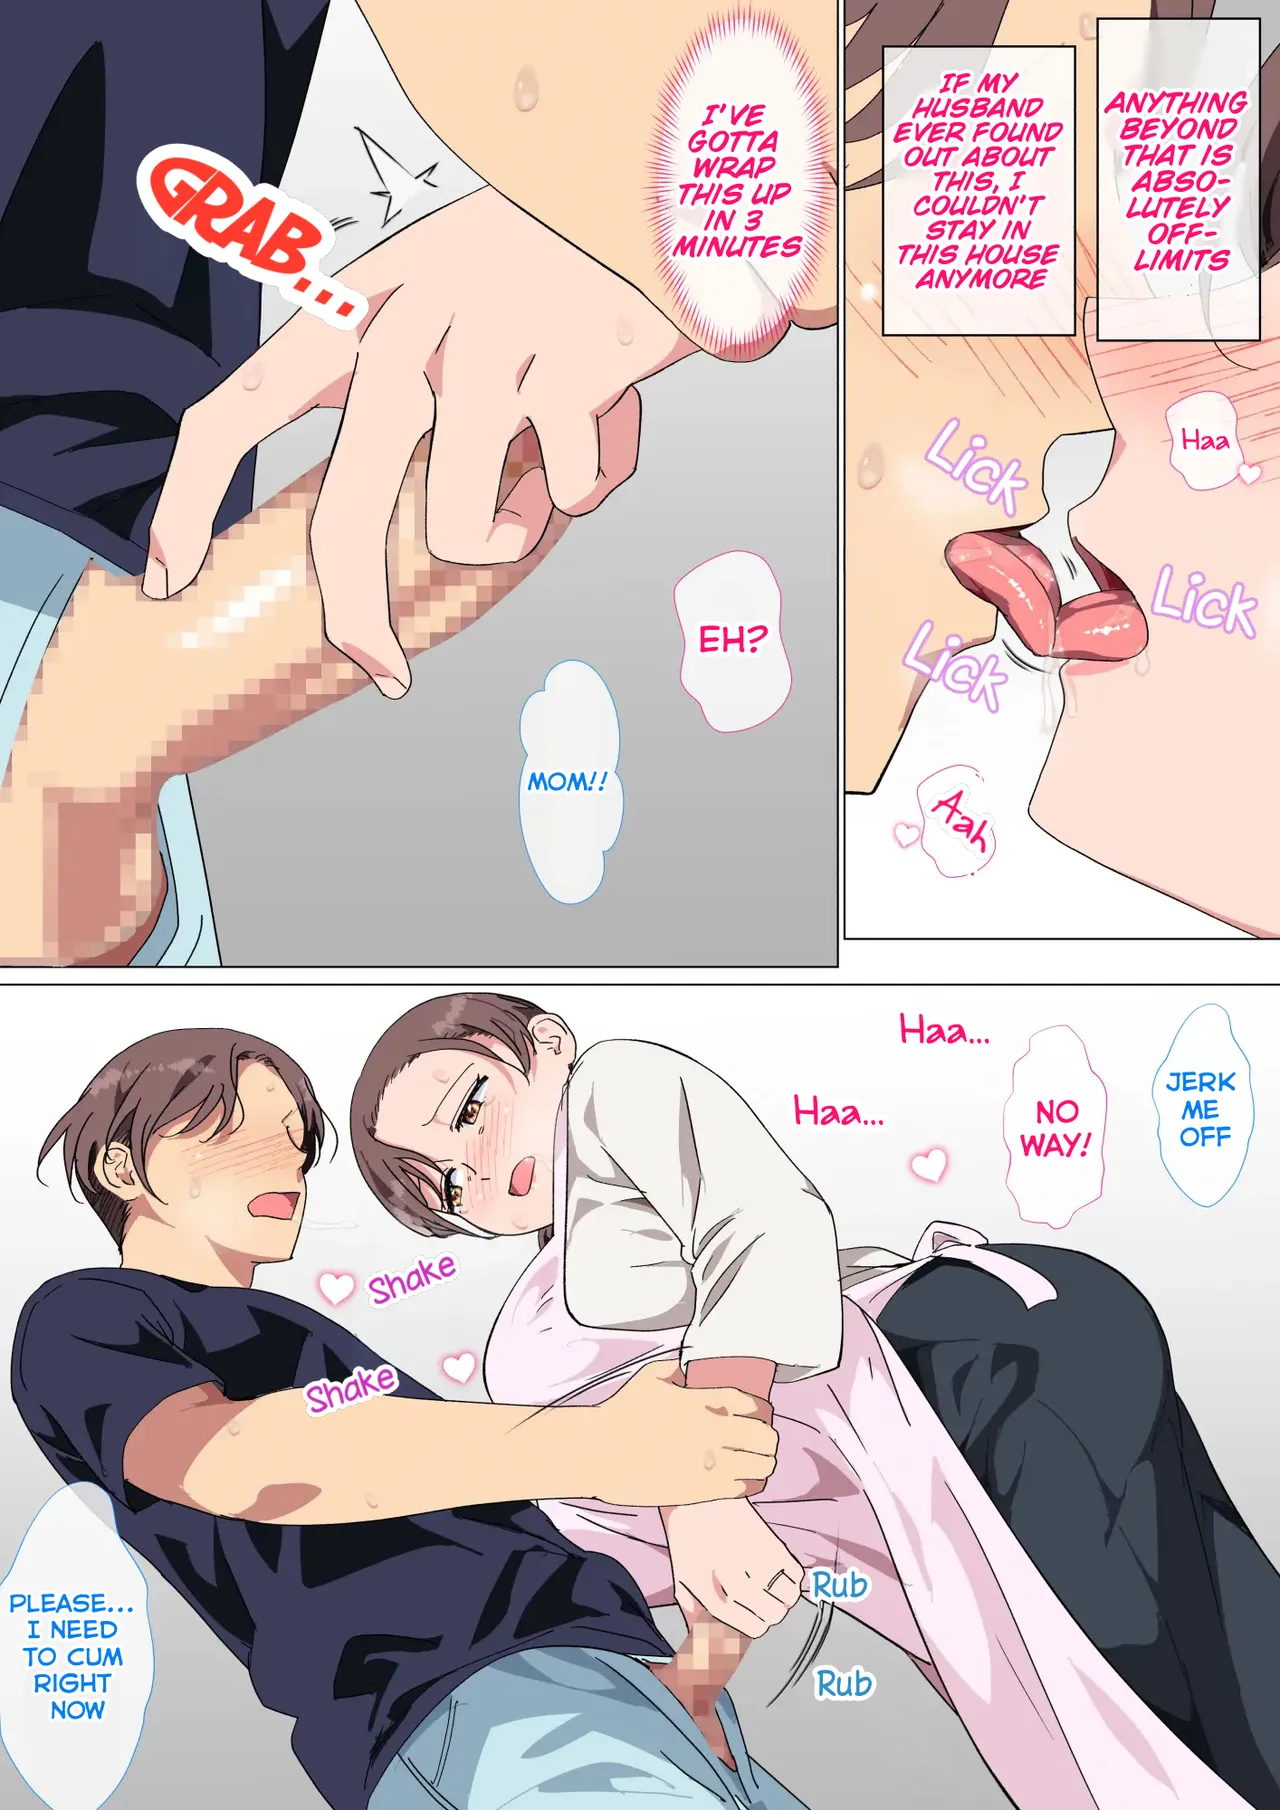 ANYTHING
BEYOND
THAT IS
ABSO-
LUTELY
OFF-
LIMITS
IF MY
HUSBAND
EVER FOUND
OUT ABOUT
THIS, I
COULDN'T
STAY IN
THIS HOUSE
ANYMORE
Haa
Lick
Lick
Lick
Aah
I'VE
GOTTA
WRAP
THIS UP
IN 3
MINUTES
GRAB...
EH?
MOM!!
JERK
ME
OFF
NO
WAY!
Haa...
Haa...
Shake
Shake
Rub
Rub
PLEASE...
I NEED
TO CUM
RIGHT
NOW